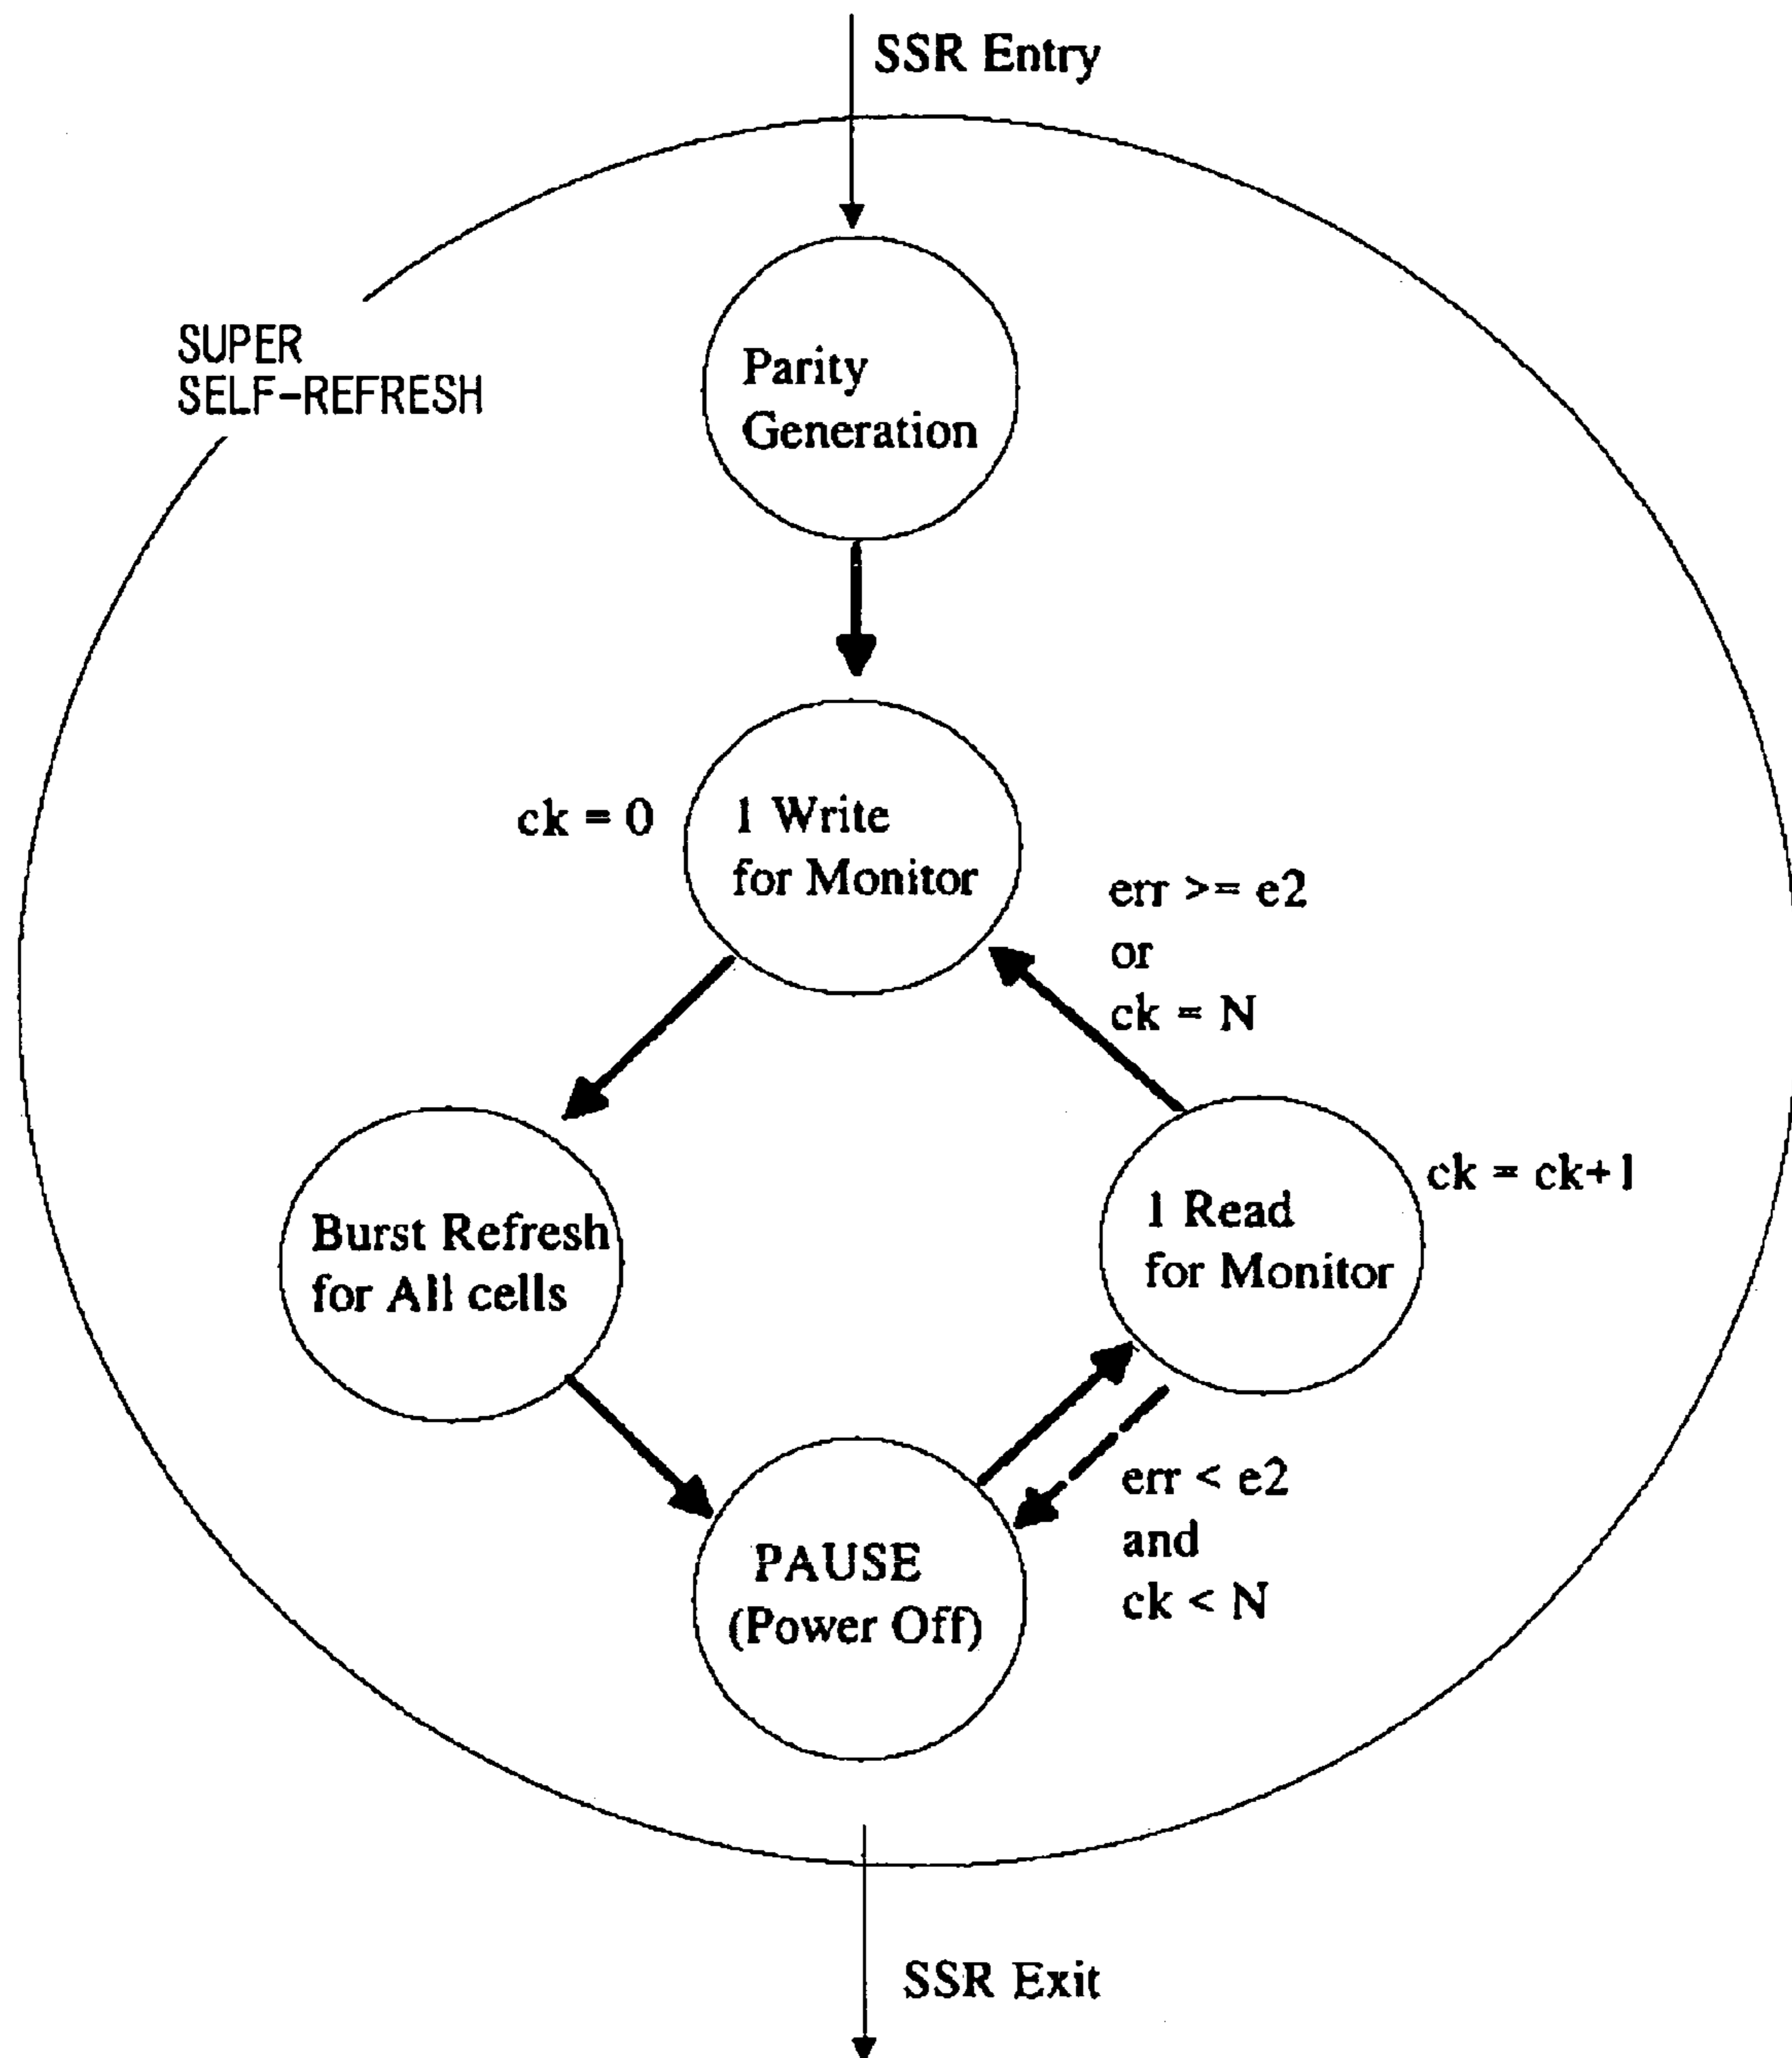 SSR Entry
SUPER
SELF-REFRESH
Parity
Generation
ck = 0
1 Write
for Monitor
err >= e2
or
ck = N
Burst Refresh
for All cells
1 Read
for Monitor
ck = ck+1
PAUSE
(Power Off)
err < e2
and
ck < N
SSR Exit